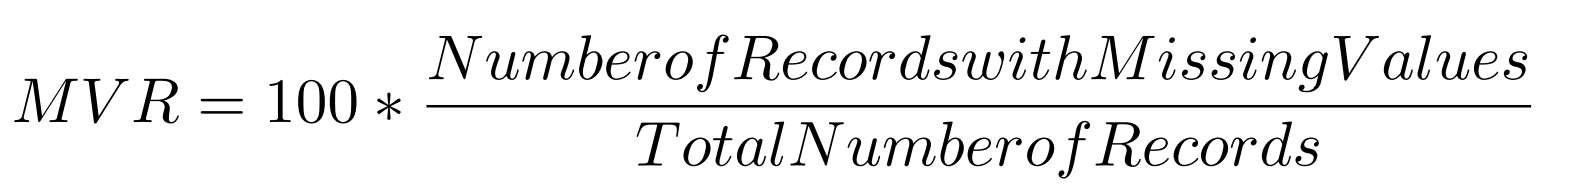 MVR = 100 * NumberofRecordswithMissingValues
TotalNumberofRecords